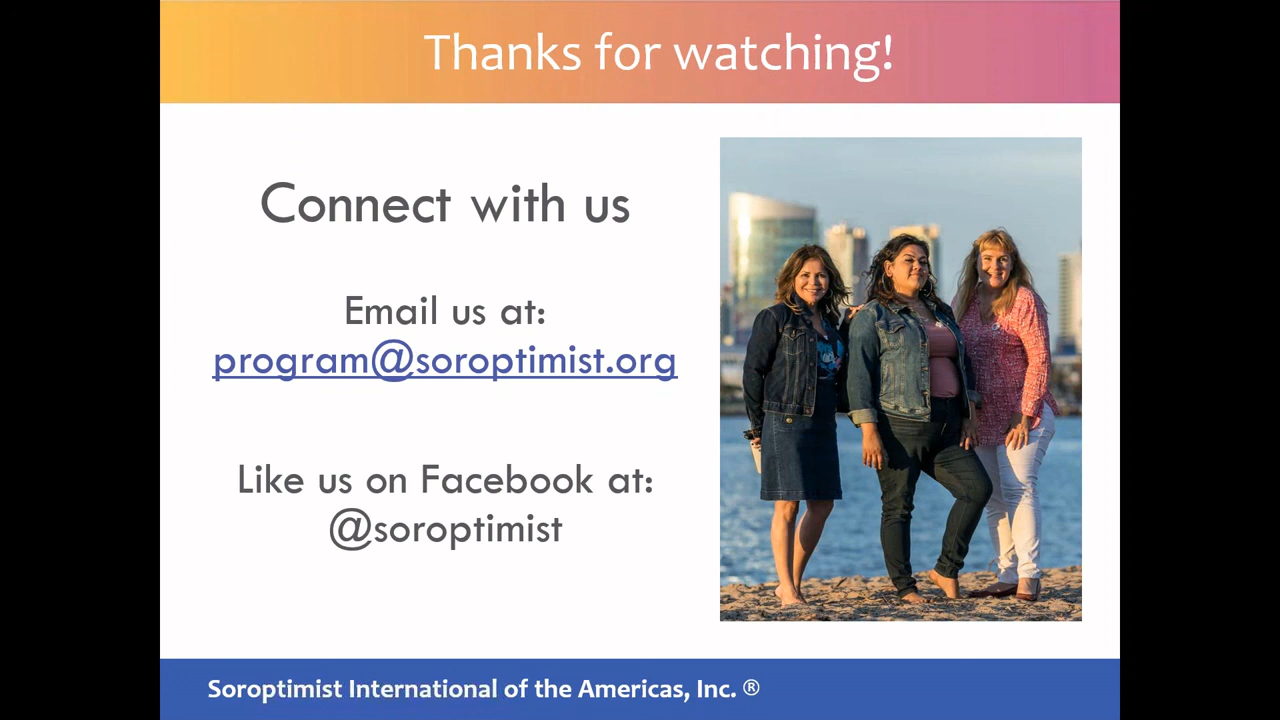 Thanks for watching!
Connect with us
Email us at:
program@soroptimist.org
Like us on Facebook at:
@soroptimist
Soroptimist International of the Americas, Inc. ®